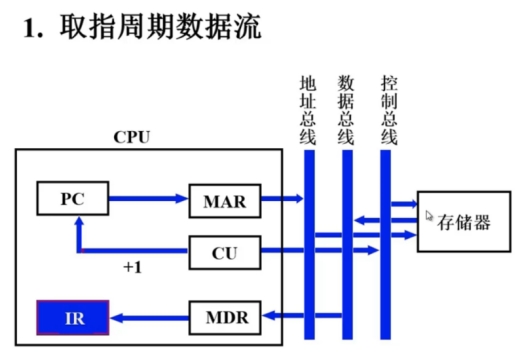 1. 取指周期数据流
地址总线
数据总线
控制总线
CPU
PC
MAR
存储器
CU
+1
IR
MDR